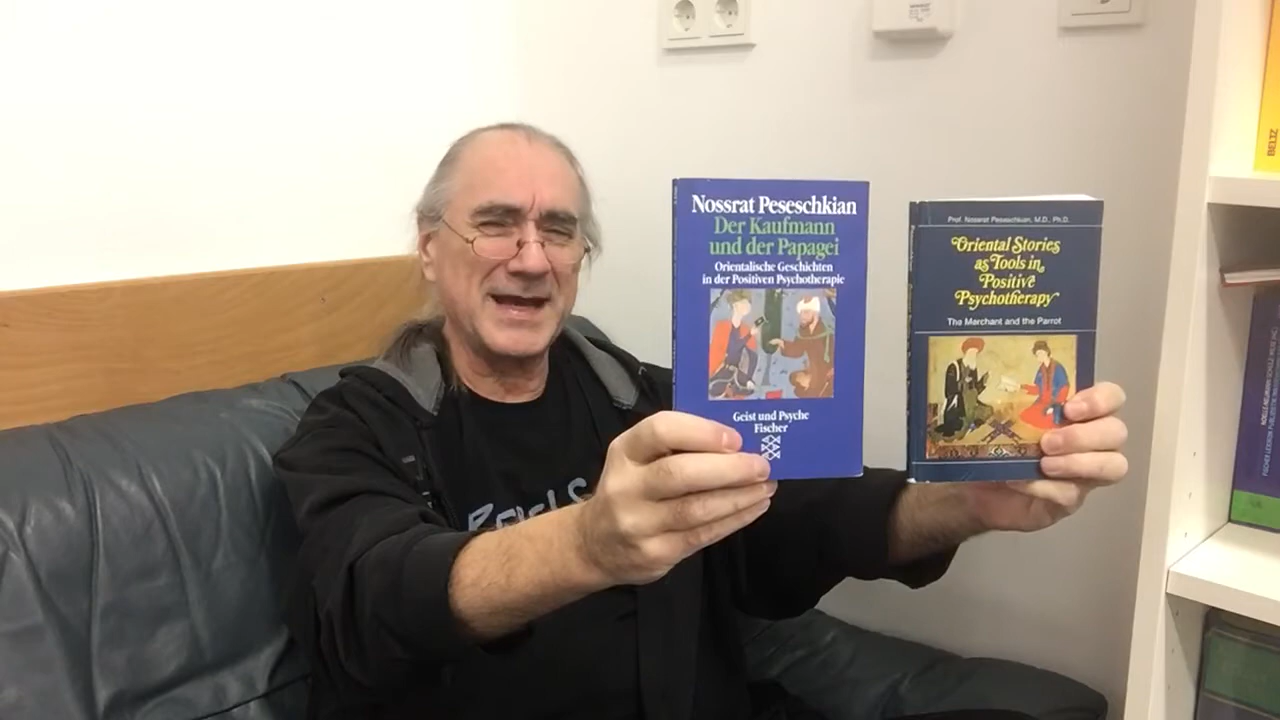 Nossrat Peseschkian
Der Kaufmann
und der Papagei
Orientalische Geschichten
in der Positiven Psychotherapie
Geist und Psyche
Fischer
Prof. Nossrat Peseschkian, M.D., Ph.D.
Oriental Stories
as Tools in
Positive
Psychotherapy
The Merchant and the Parrot
BELTZ